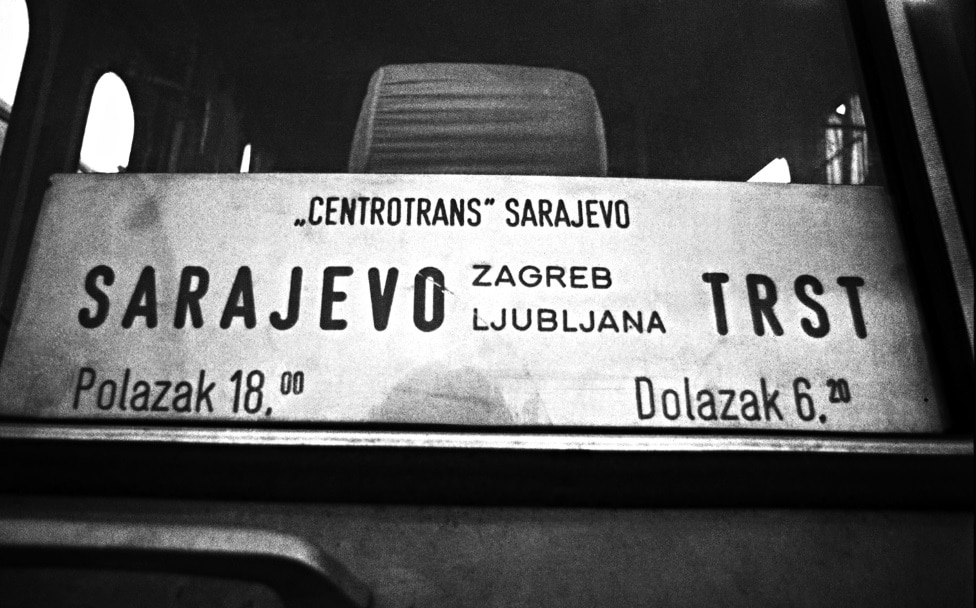 „CENTROTRANS" SARAJEVO
SARAJEVO ZAGREB LJUBLJANA TRST
Polazak 18.00 Dolazak 6.20